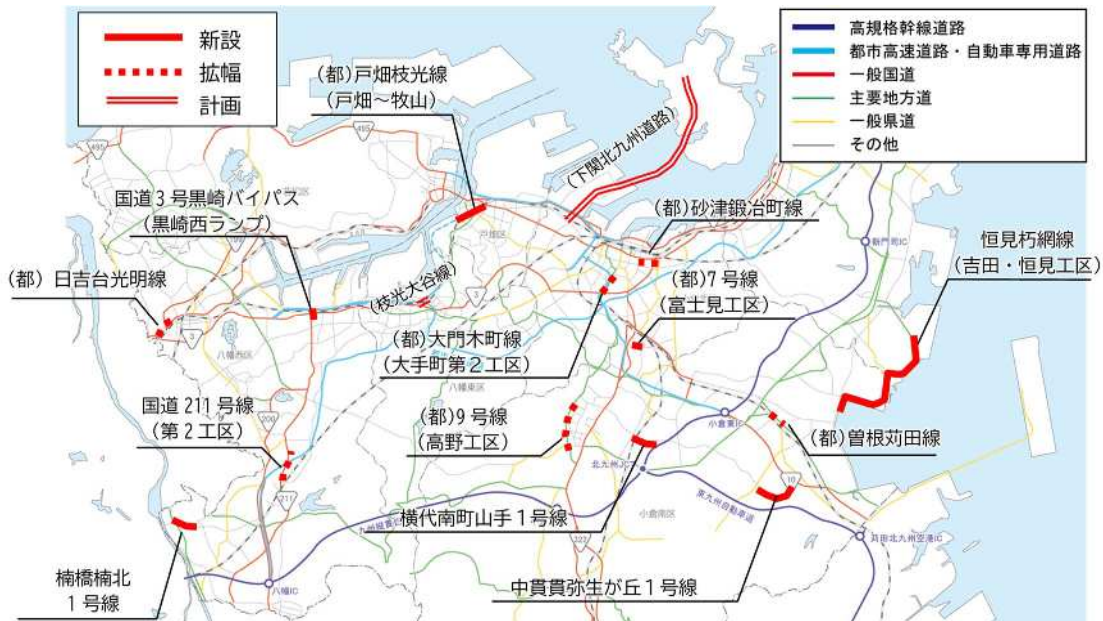 新設
拡幅
計画
高規格幹線道路
都市高速道路・自動車専用道路
一般国道
主要地方道
一般県道
その他
(都)戸畑枝光線
(戸畑～牧山)
(下関北九州道路)
495
495
国道3号黒崎バイパス
(黒崎西ランプ)
戸畑区
(都)砂津鍛冶町線
新門司IC
恒見朽網線
(吉田・恒見工区)
(都)日吉台光明線
(枝光大谷線)
3
(都)7号線
(富士見工区)
3
八幡西区
(都)大門木町線
(大手町第2工区)
八幡東区
国道211号線
(第2工区)
200
(都)9号線
(高野工区)
小倉東IC
(都)曽根苅田線
北九州JC
10
211
横代南町山手1号線
小倉南区
東九州自動車道
九州縦貫
322
苅田北九州空港IC
楠橋楠北
1号線
八幡IC
中貫貫弥生が丘1号線